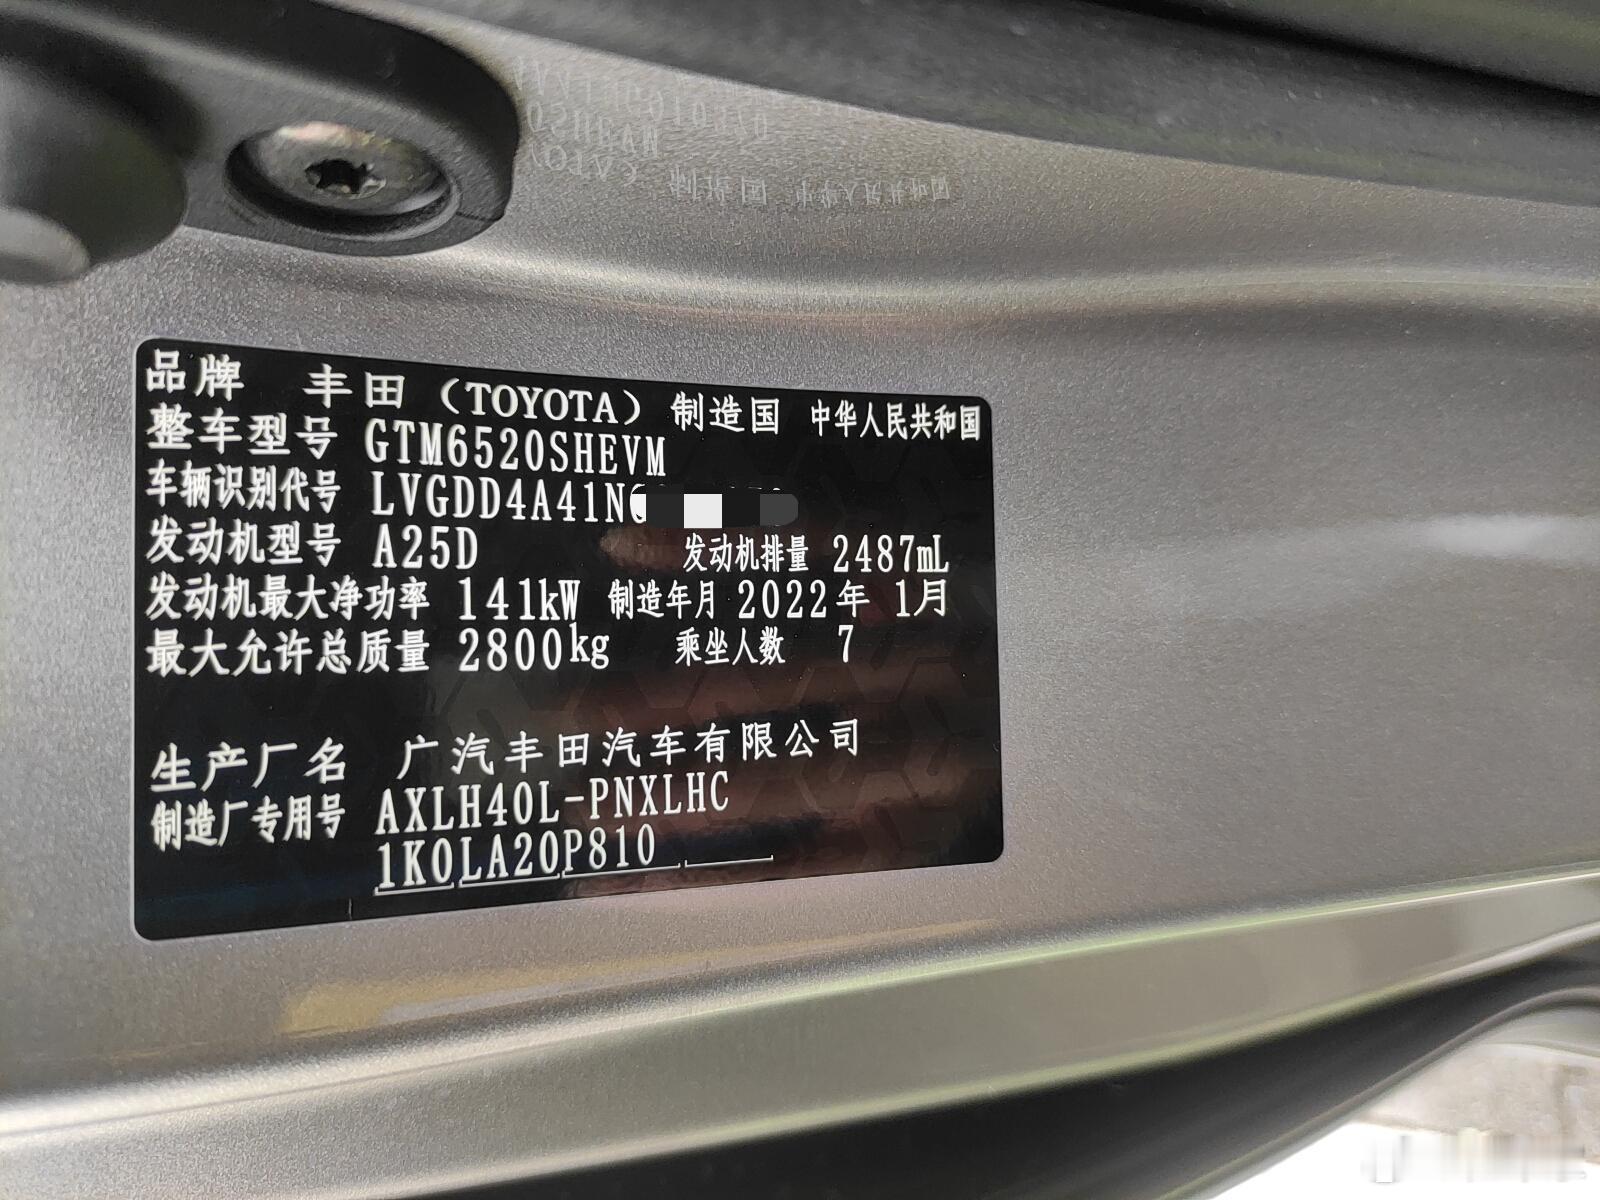 品牌 丰田（TOYOTA）制造国 中华人民共和国
整车型号 GTM6520SHEVM
车辆识别代号 LVGDD4A41N
发动机型号 A25D 发动机排量 2487mL
发动机最大净功率 141kW 制造年月 2022年 1月
最大允许总质量 2800kg 乘坐人数 7
生产厂名 广汽丰田汽车有限公司
制造厂专用号 AXLH40L-PNXLHC
1K0LA20P810